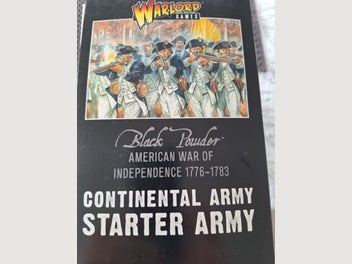 WARLORD
GAMES
Black Powder
AMERICAN WAR OF
INDEPENDENCE 1776-1783
CONTINENTAL ARMY
STARTER ARMY